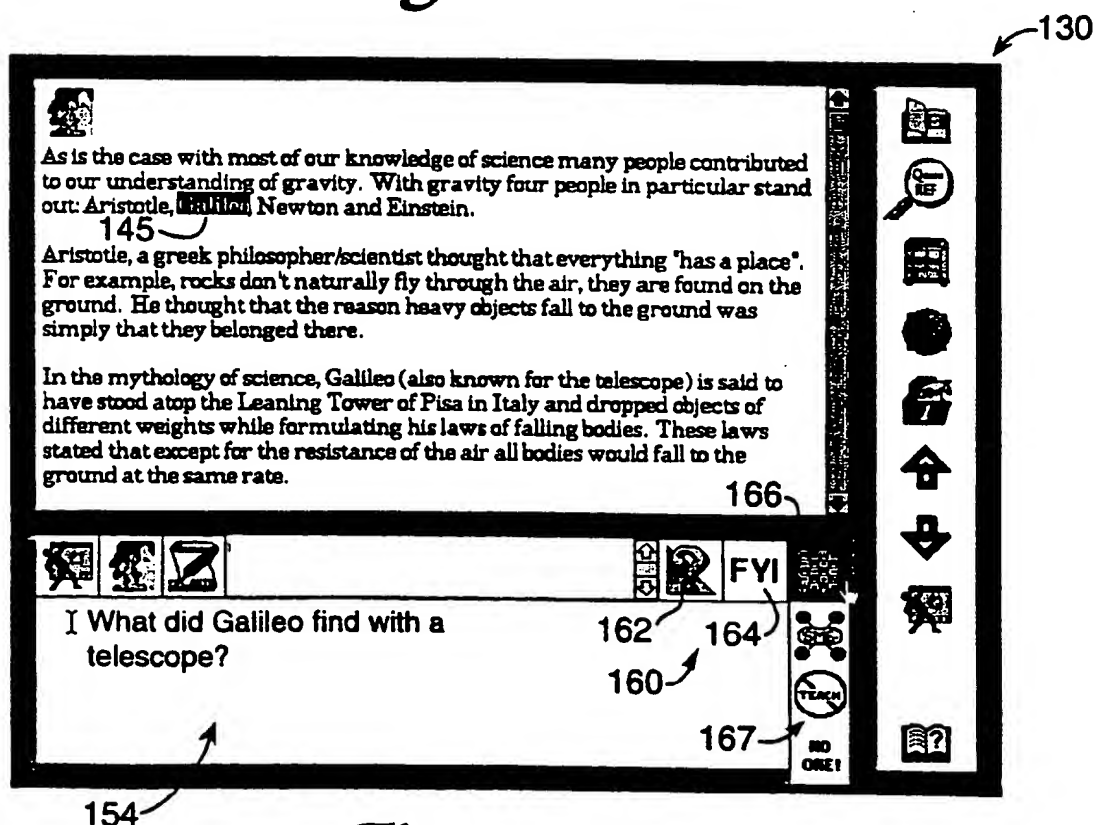 130
As is the case with most of our knowledge of science many people contributed
to our understanding of gravity. With gravity four people in particular stand
out: Aristotle, Galileo, Newton and Einstein.
145
Aristotle, a greek philosopher/scientist thought that everything "has a place".
For example, rocks don't naturally fly through the air, they are found on the
ground. He thought that the reason heavy objects fall to the ground was
simply that they belonged there.
In the mythology of science, Galileo (also known for the telescope) is said to
have stood atop the Leaning Tower of Pisa in Italy and dropped objects of
different weights while formulating his laws of falling bodies. These laws
stated that except for the resistance of the air all bodies would fall to the
ground at the same rate.
REF
166
FYI
What did Galileo find with a
telescope?
162
164
160
TEACH
167
NO
ONE!
?
154